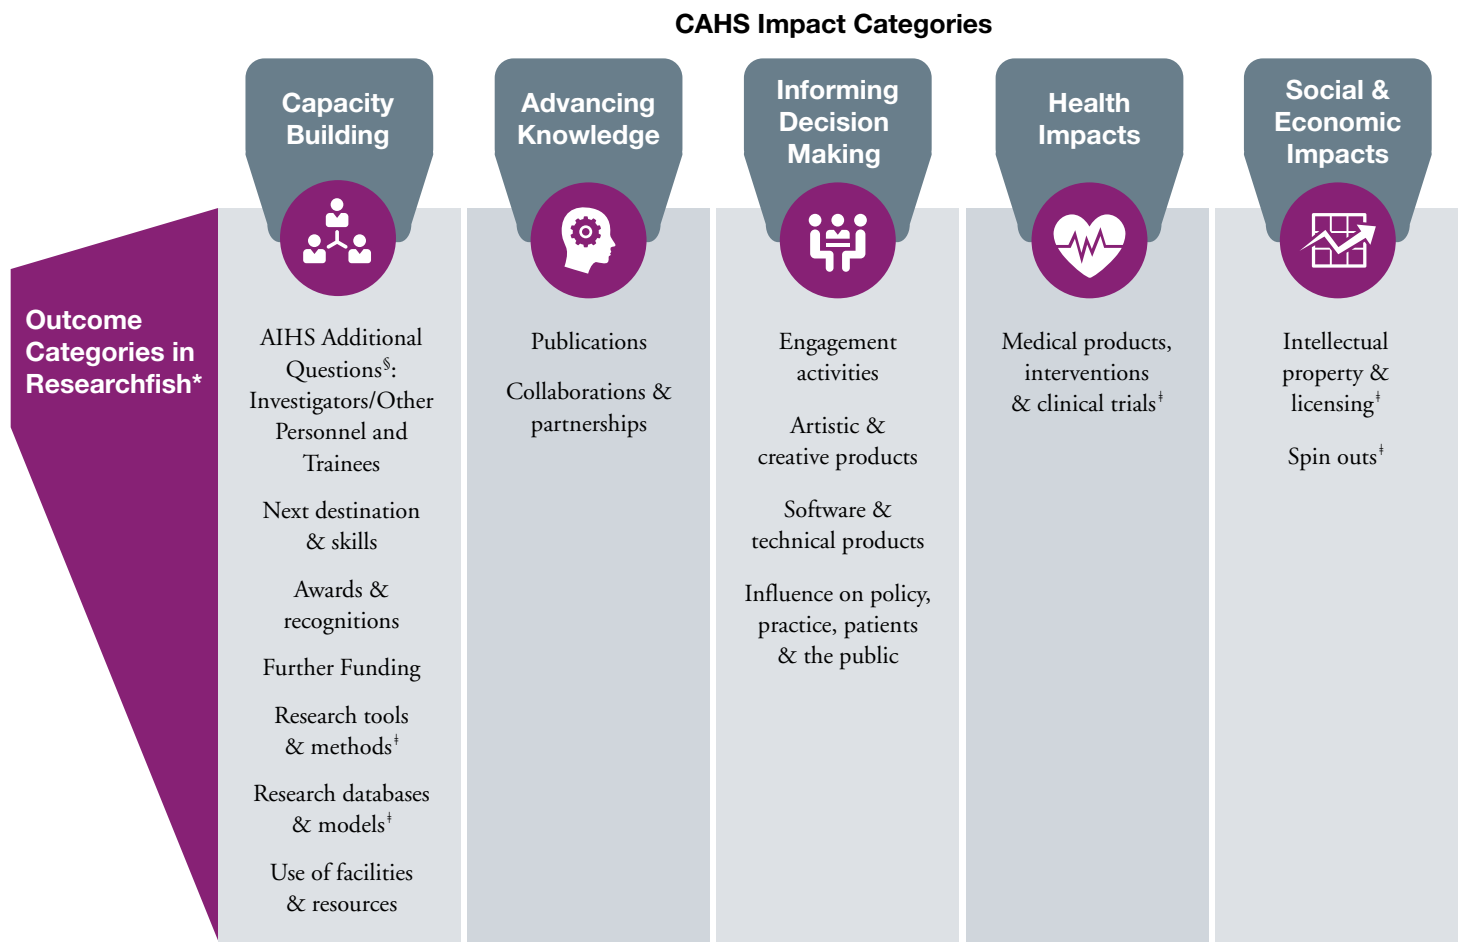 CAHS Impact Categories
Capacity
Building
Advancing
Knowledge
Informing
Decision
Making
Health
Impacts
Social &
Economic
Impacts
Outcome
Categories in
Researchfish*
AIHS Additional
Questions§:
Investigators/Other
Personnel and
Trainees
Next destination
& skills
Awards &
recognitions
Further Funding
Research tools
& methods‡
Research databases
& models‡
Use of facilities
& resources
Publications
Collaborations &
partnerships
Engagement
activities
Artistic &
creative products
Software &
technical products
Influence on policy,
practice, patients
& the public
Medical products,
interventions
& clinical trials‡
Intellectual
property &
licensing‡
Spin outs‡